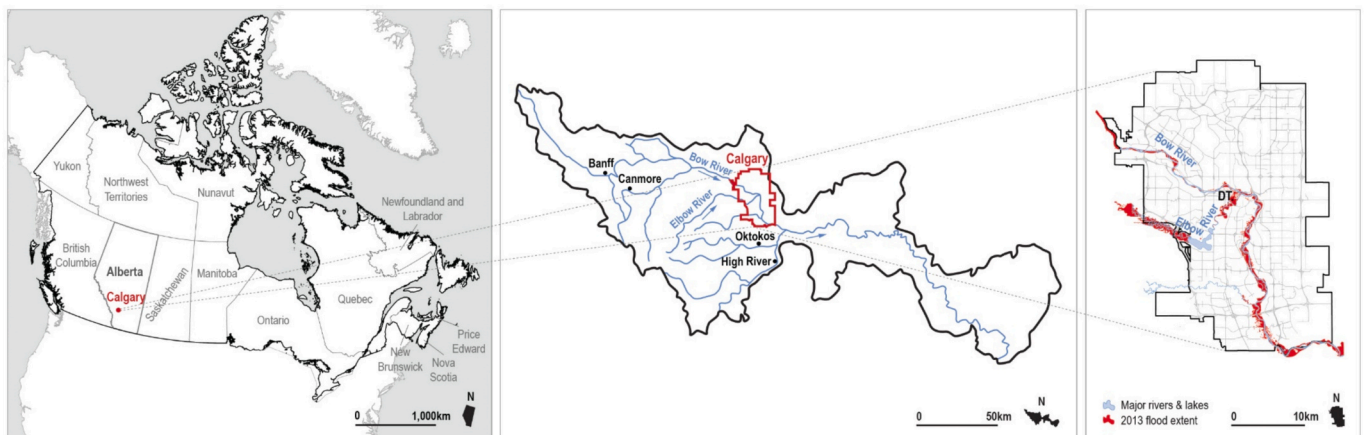 Yukon
Northwest
Territories
Nunavut
Newfoundland and
Labrador
British
Columbia
Alberta
Saskatchewan
Manitoba
Calgary
Ontario
Quebec
Price
Edward
New
Brunswick
Nova
Scotia
0 1,000km
N
Banff
Canmore
Bow River
Calgary
Elbow River
Oktokos
High River
0 50km
N
Bow River
DT
Elbow
River
Major rivers & lakes
2013 flood extent
0 10km
N